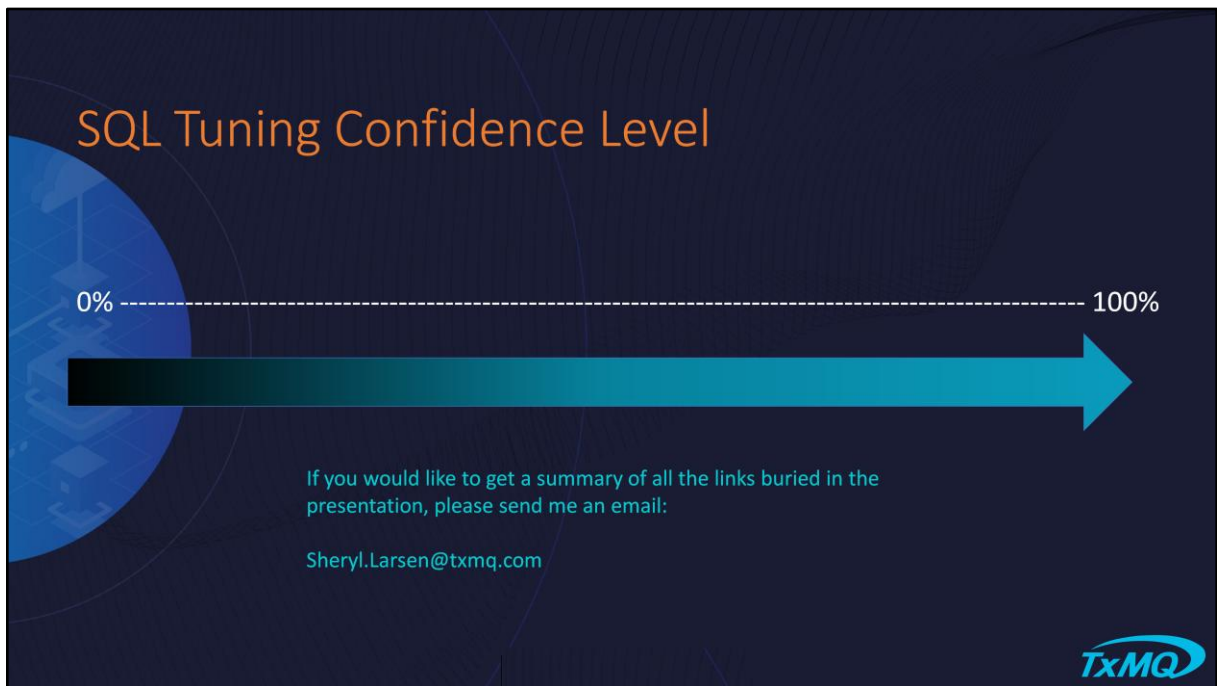 SQL Tuning Confidence Level
0% ---------------------------------------------------------------------------------------------------------- 100%
If you would like to get a summary of all the links buried in the
presentation, please send me an email:
Sheryl.Larsen@txmq.com
TxMQ